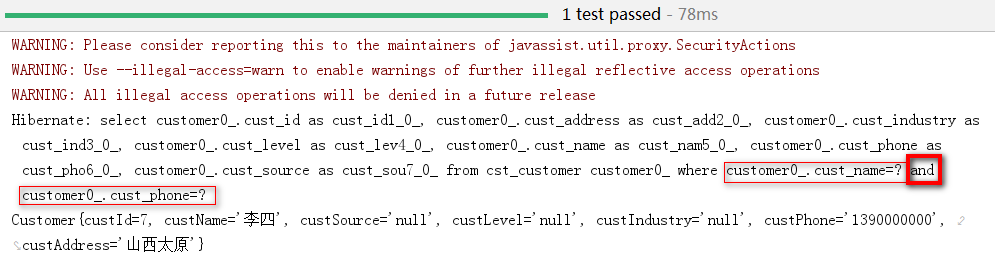 1 test passed - 78ms
WARNING: Please consider reporting this to the maintainers of javassist.util.proxy.SecurityActions
WARNING: Use --illegal-access=warn to enable warnings of further illegal reflective access operations
WARNING: All illegal access operations will be denied in a future release
Hibernate: select customer0_.cust_id as cust_id1_0_, customer0_.cust_address as cust_add2_0_, customer0_.cust_industry as
cust_ind3_0_, customer0_.cust_level as cust_lev4_0_, customer0_.cust_name as cust_nam5_0_, customer0_.cust_phone as
cust_pho6_0_, customer0_.cust_source as cust_sou7_0_ from cst_customer customer0_ where customer0_.cust_name=? and
customer0_.cust_phone=?
Customer{custId=7, custName='李四', custSource='null', custLevel='null', custIndustry='null', custPhone='1390000000',
custAddress='山西太原'}